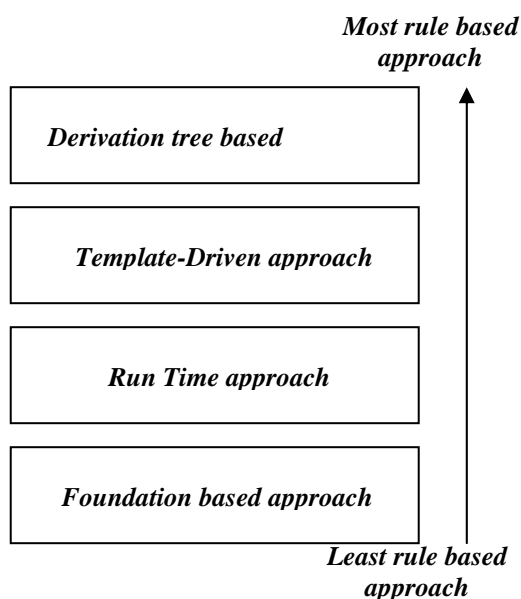 Most rule based
approach
Derivation tree based
Template-Driven approach
Run Time approach
Foundation based approach
Least rule based
approach